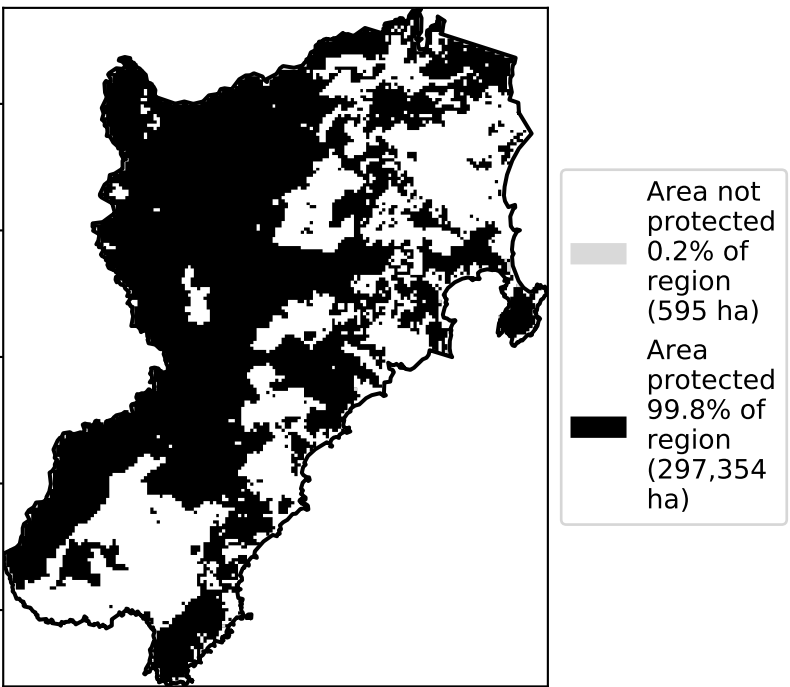 Area not
protected
0.2% of
region
(595 ha)
Area
protected
99.8% of
region
(297,354
ha)